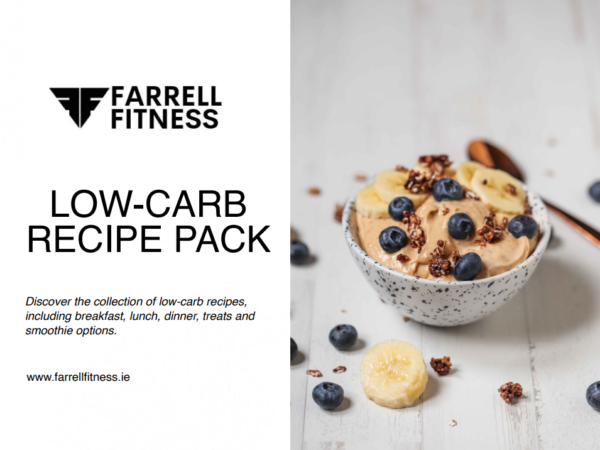 FARRELL
FITNESS
LOW-CARB
RECIPE PACK
Discover the collection of low-carb recipes,
including breakfast, lunch, dinner, treats and
smoothie options.
www.farrellfitness.ie